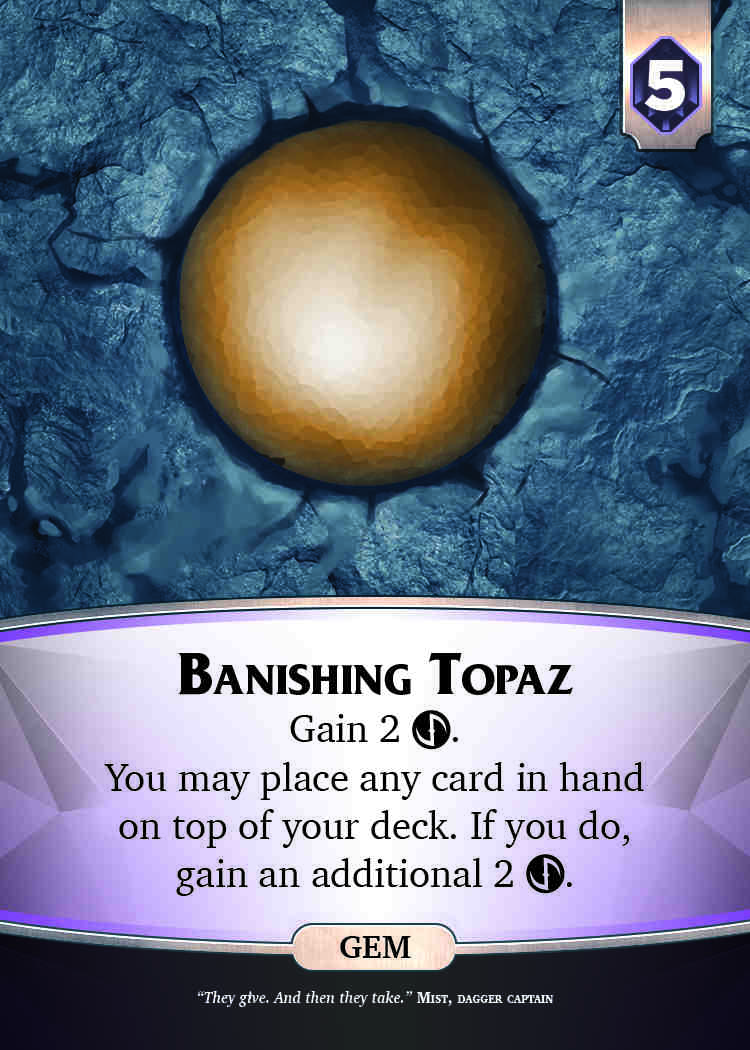 5
Banishing Topaz
Gain 2 .
You may place any card in hand
on top of your deck. If you do,
gain an additional 2 .
GEM
“They give. And then they take.” Mist, dagger captain